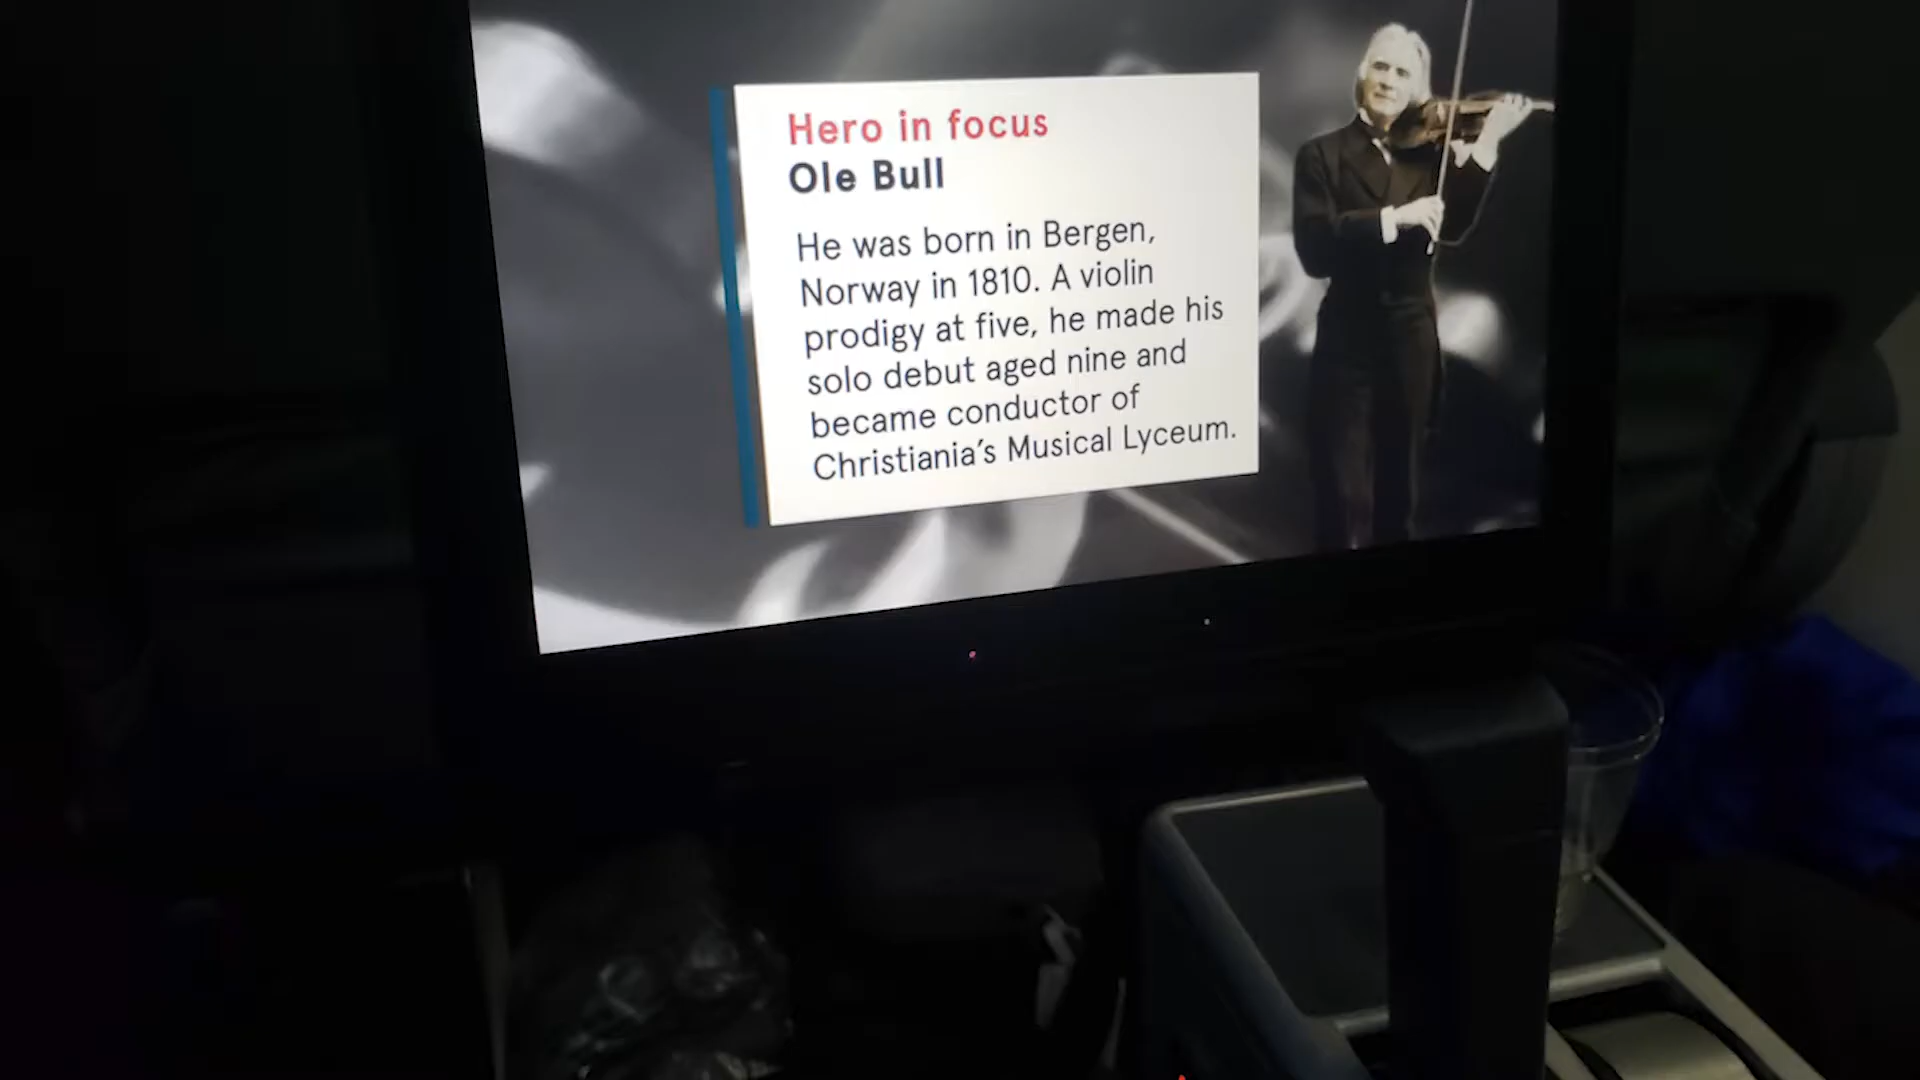 Hero in focus
Ole Bull
He was born in Bergen,
Norway in 1810. A violin
prodigy at five, he made his
solo debut aged nine and
became conductor of
Christiania’s Musical Lyceum.